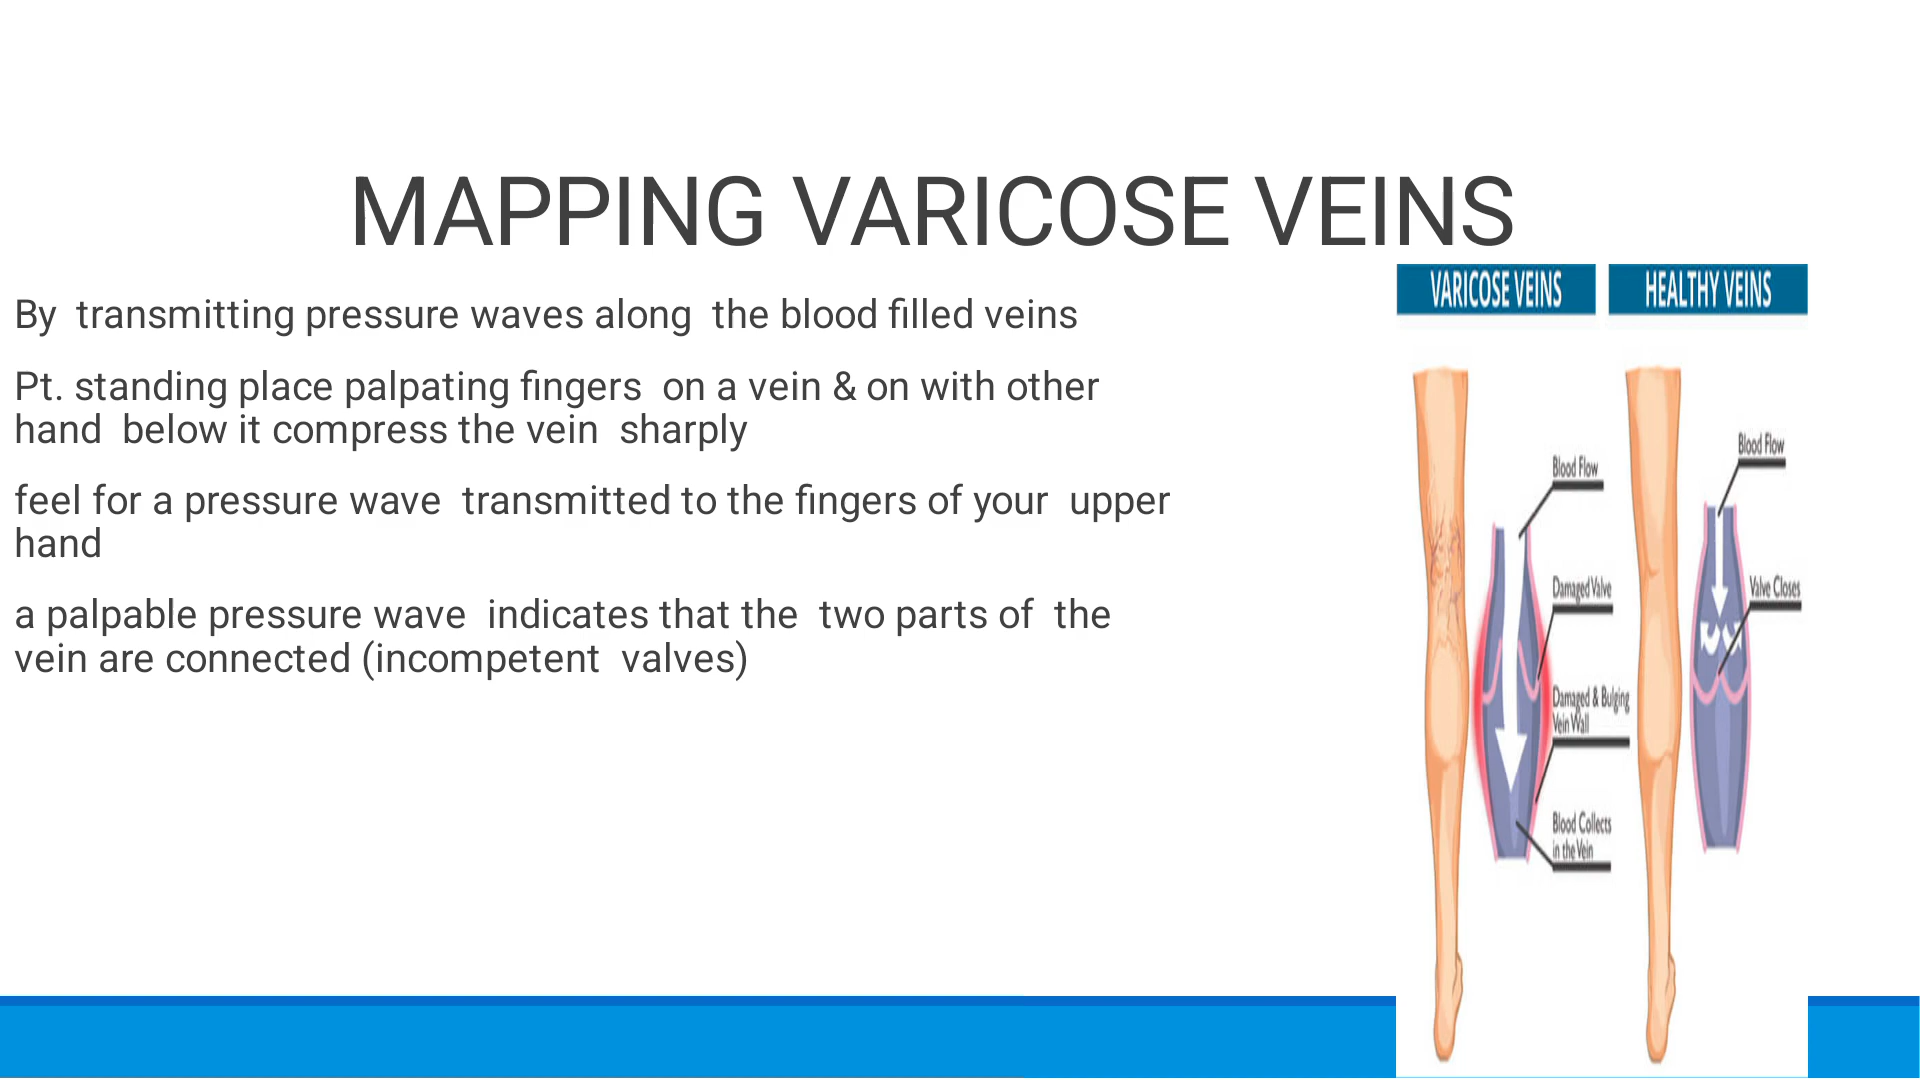 MAPPING VARICOSE VEINS
By transmitting pressure waves along the blood filled veins
Pt. standing place palpating fingers on a vein & on with other
hand below it compress the vein sharply
feel for a pressure wave transmitted to the fingers of your upper
hand
a palpable pressure wave indicates that the two parts of the
vein are connected (incompetent valves)
VARICOSE VEINS
Blood Flow
Damaged Valve
Damaged & Bulging
Vein Wall
Blood Collects
in the Vein
HEALTHY VEINS
Blood Flow
Valve Closes